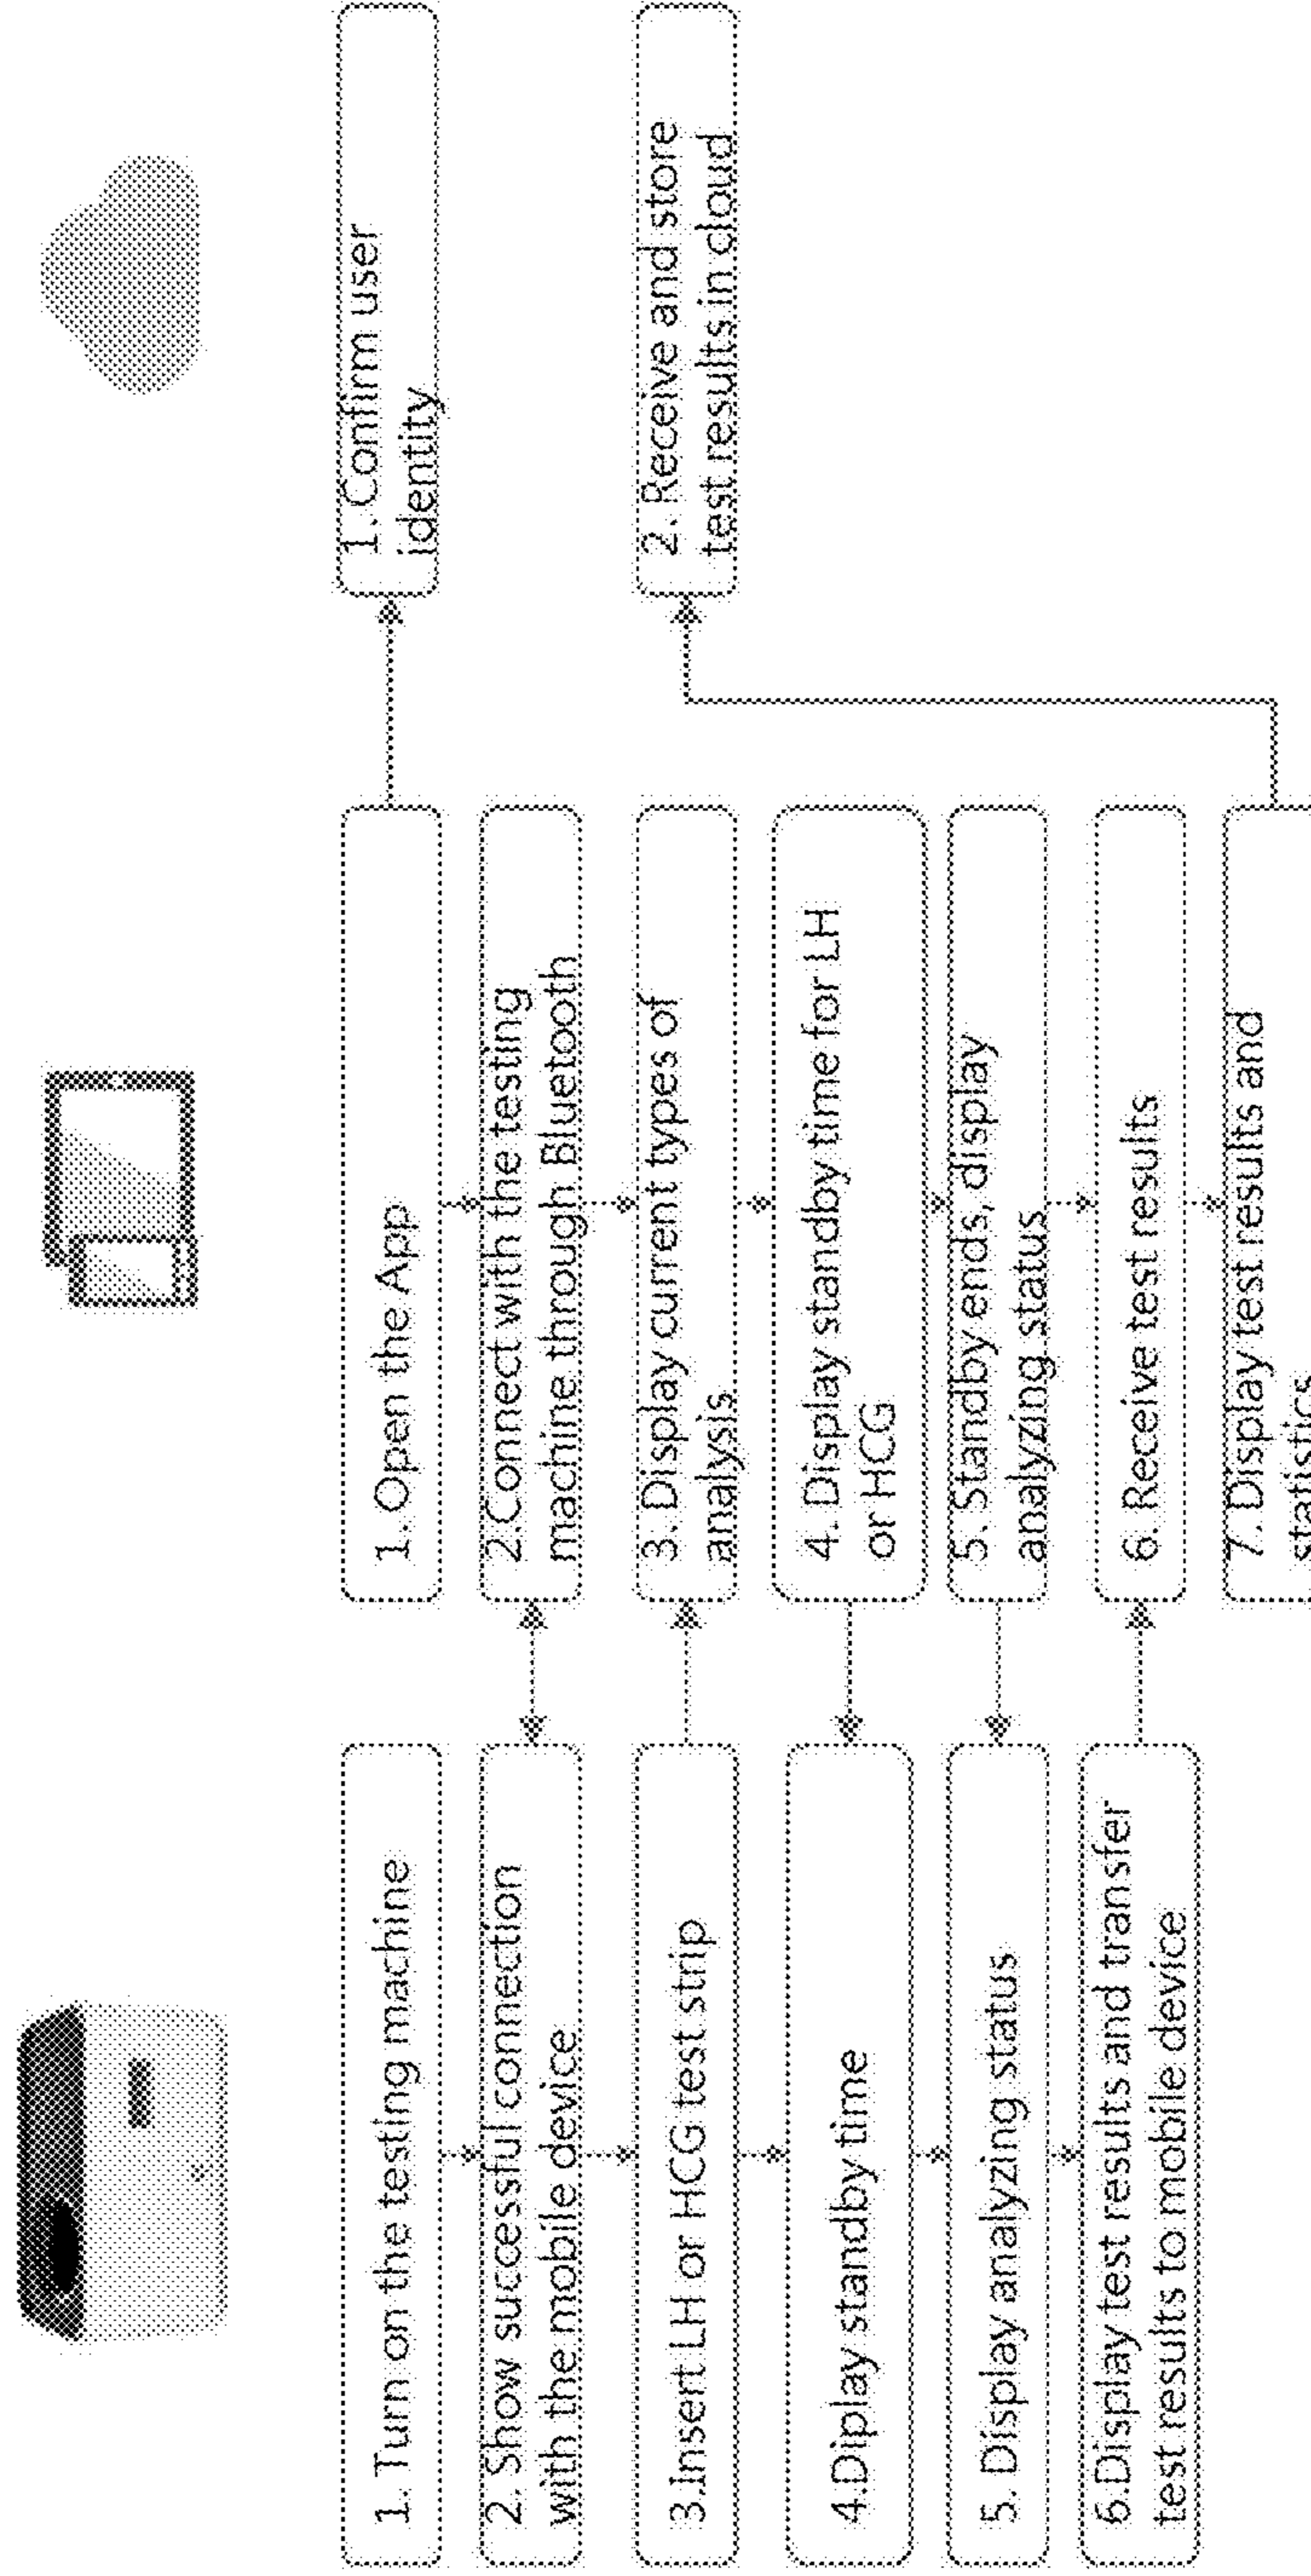 1. Turn on the testing machine
2. Show successful connection
with the mobile device
3.Insert LH or HCG test strip
4.Diplay standby time
5. Display analyzing status
6.Display test results and transfer
test results to mobile device
1. Open the App
2.Connect with the testing
machine through Bluetooth
3. Display current types of
analysis
4. Display standby time for LH
or HCG
5. Standby ends, display
analyzing status
6. Receive test results
7. Display test results and
statistics
1. Confirm user
identity
2. Receive and store
test results in cloud